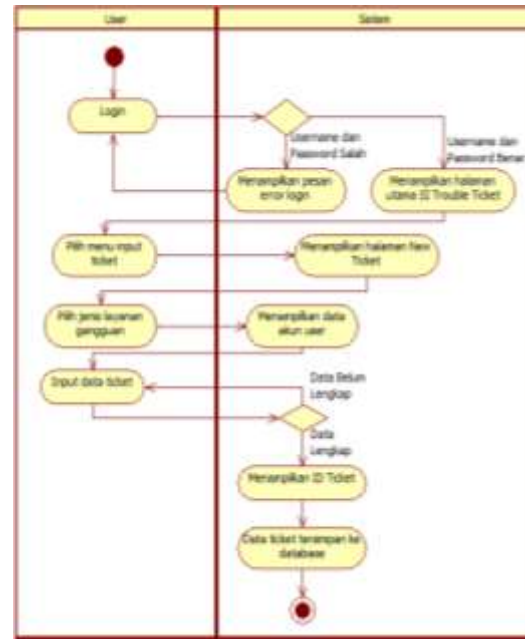 User
Sistem
Login
Username dan
Password Salah
Username dan
Password Benar
Menampilkan pesan
error login
Menampilkan halaman
utama SI Trouble Ticket
Pilih menu input
ticket
Menampilkan halaman New
Ticket
Pilih jenis layanan
gangguan
Menampilkan data
akun user
Input data ticket
Data Belum
Lengkap
Data
Lengkap
Menampilkan ID Ticket
Data ticket tersimpan ke
database